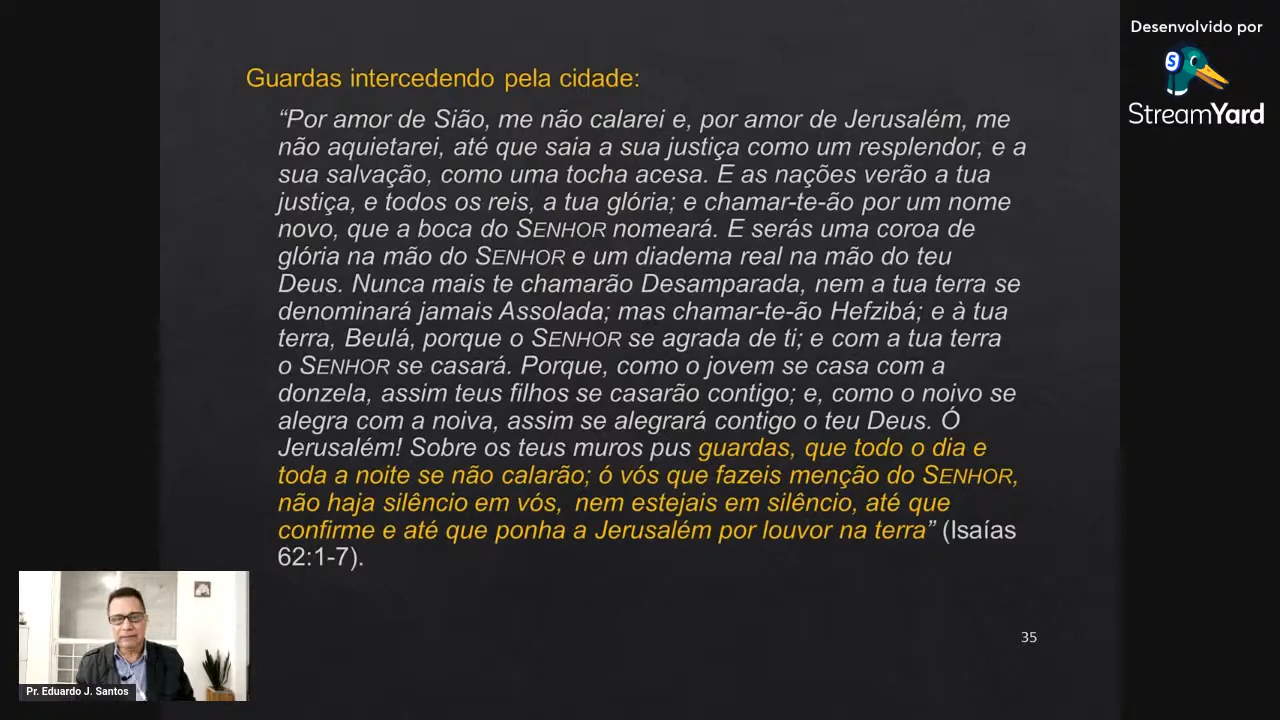 Desenvolvido por
StreamYard
Guardas intercedendo pela cidade:
“Por amor de Sião, me não calarei e, por amor de Jerusalém, me
não aquietarei, até que saia a sua justiça como um resplendor, e a
sua salvação, como uma tocha acesa. E as nações verão a tua
justiça, e todos os reis, a tua glória; e chamar-te-ão por um nome
novo, que a boca do SENHOR nomeará. E serás uma coroa de
glória na mão do SENHOR e um diadema real na mão do teu
Deus. Nunca mais te chamarão Desamparada, nem a tua terra se
denominará jamais Assolada; mas chamar-te-ão Hefzibá; e à tua
terra, Beulá, porque o SENHOR se agrada de ti; e com a tua terra
o SENHOR se casará. Porque, como o jovem se casa com a
donzela, assim teus filhos se casarão contigo; e, como o noivo se
alegra com a noiva, assim se alegrará contigo o teu Deus. Ó
Jerusalém! Sobre os teus muros pus guardas, que todo o dia e
toda a noite se não calarão; ó vós que fazeis menção do SENHOR,
não haja silêncio em vós, nem estejais em silêncio, até que
confirme e até que ponha a Jerusalém por louvor na terra” (Isaías
62:1-7).
35
Pr. Eduardo J. Santos